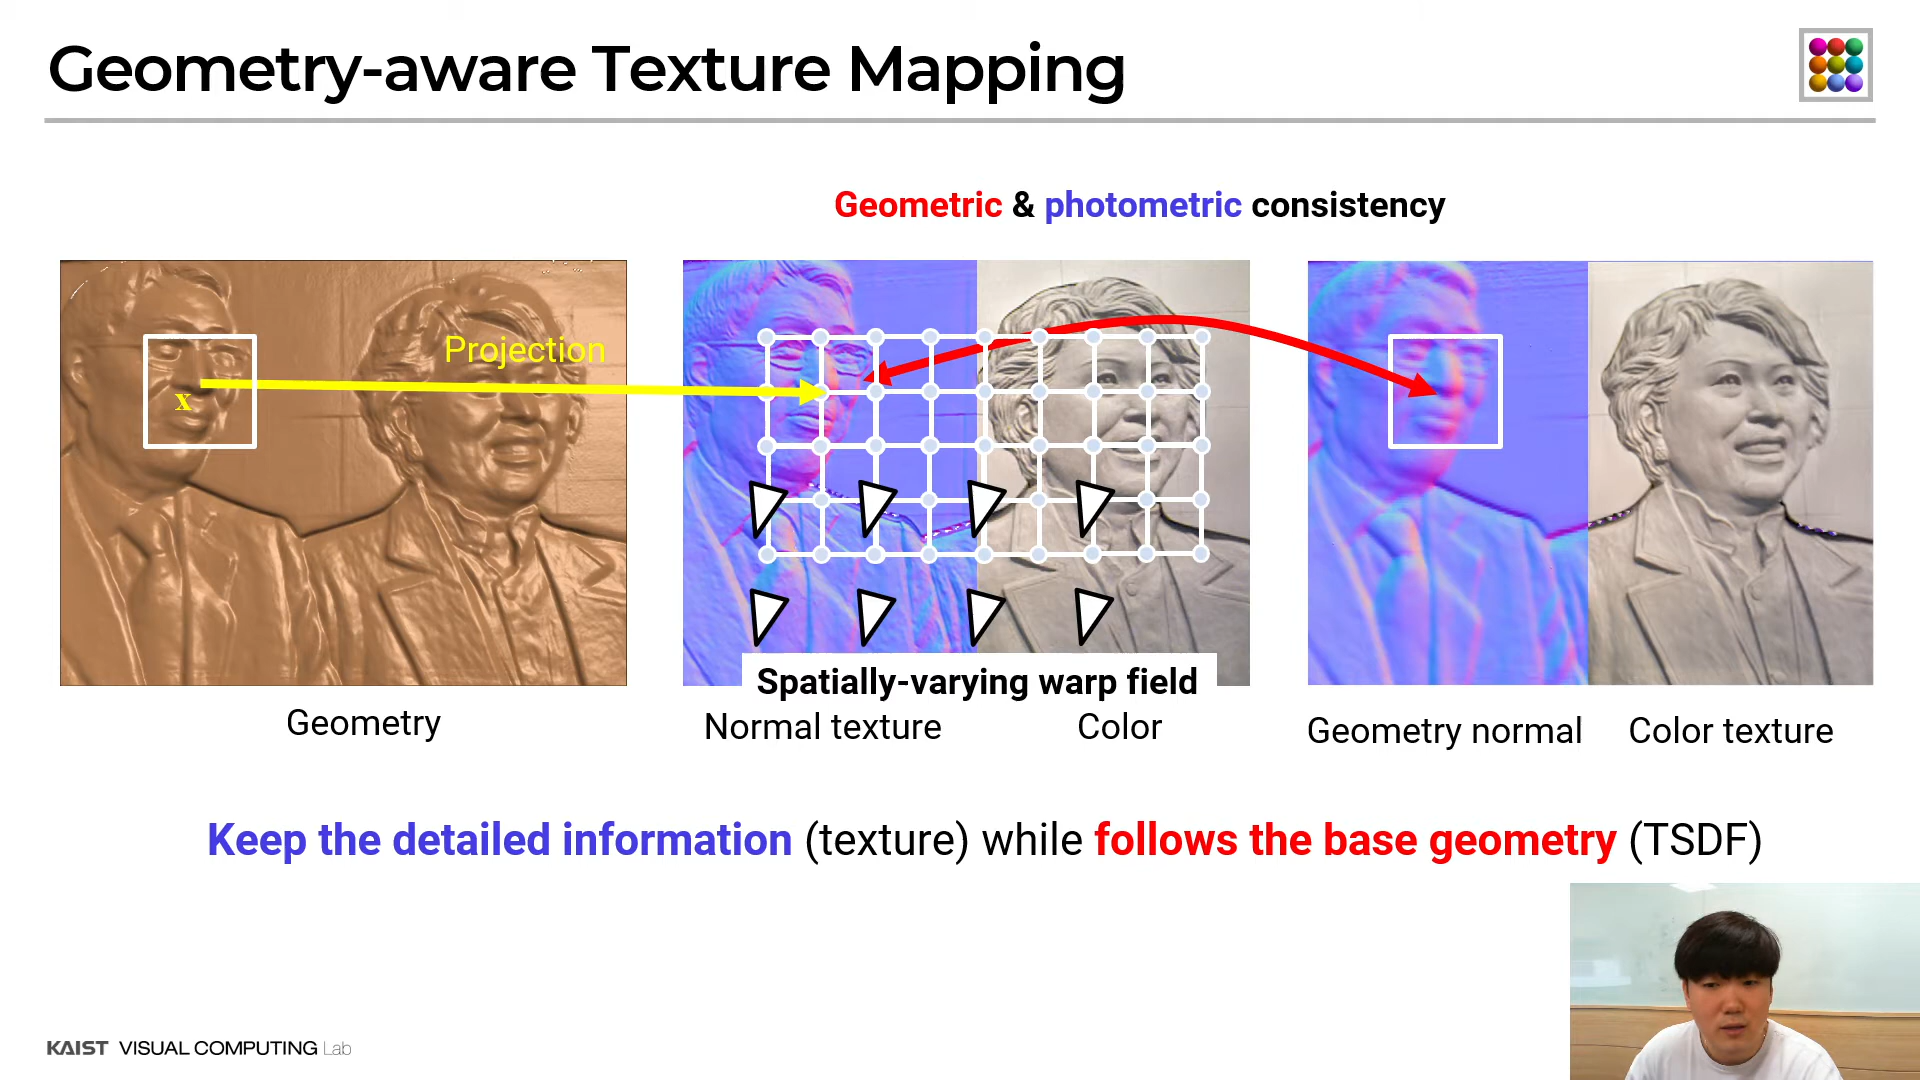 Geometry-aware Texture Mapping
Geometric & photometric consistency
Projection
x
Spatially-varying warp field
Geometry
Normal texture
Color
Geometry normal
Color texture
Keep the detailed information (texture) while follows the base geometry (TSDF)
KAIST VISUAL COMPUTING Lab